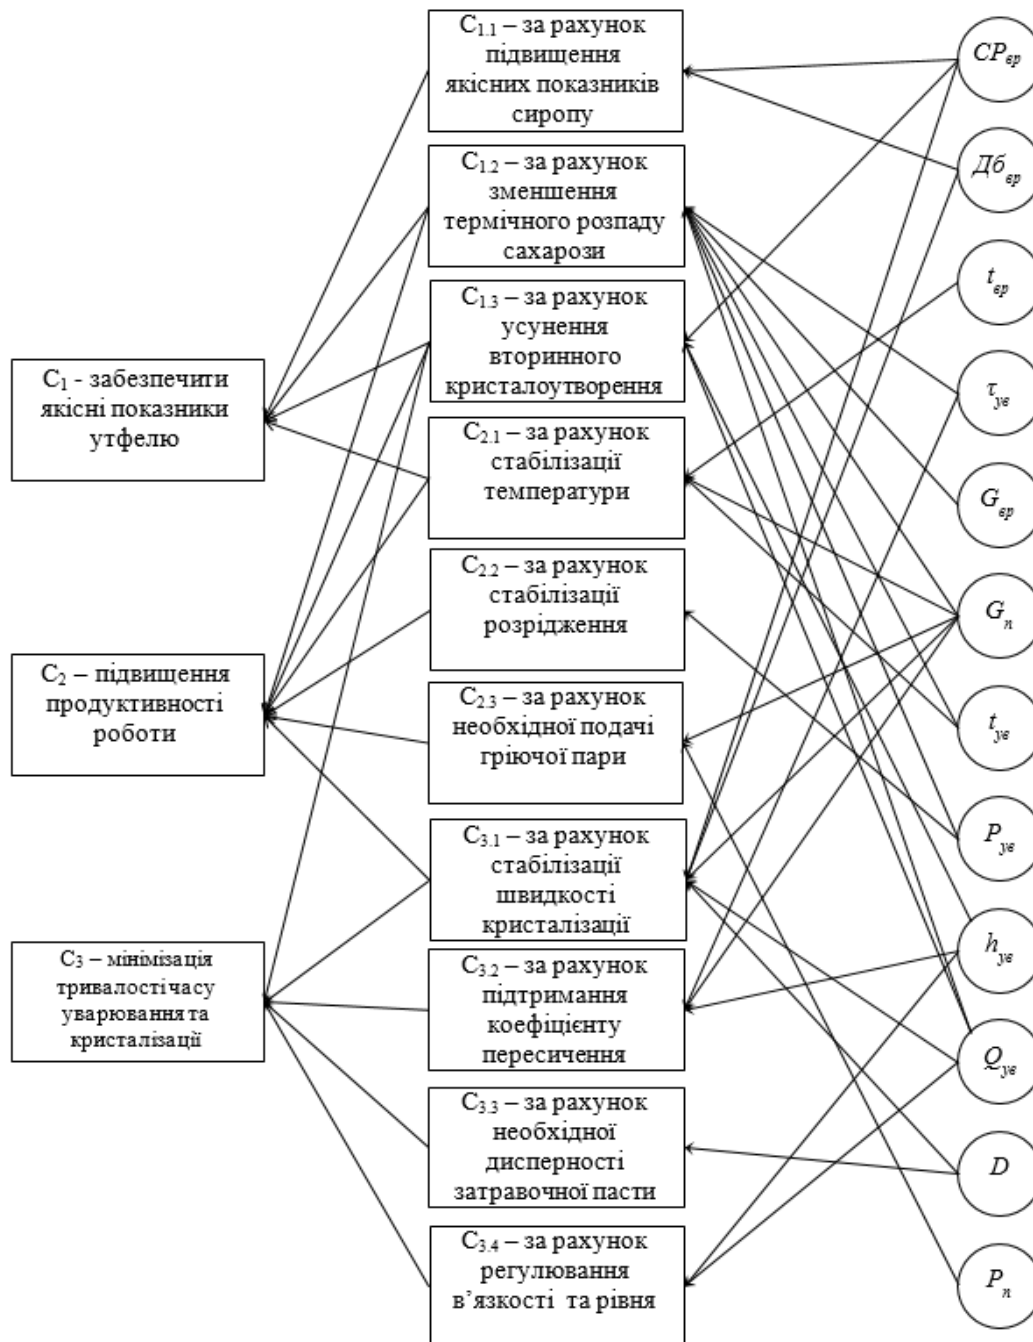 С1.1 – за рахунок
підвищення
якісних показників
сиропу
С1.2 – за рахунок
зменшення
термічного розпаду
сахарози
С1.3 – за рахунок
усунення
вторинного
кристалоутворення
С1 - забезпечити
якісні показники
утфелю
С2.1 – за рахунок
стабілізації
температури
С2.2 – за рахунок
стабілізації
розрідження
С2 – підвищення
продуктивності
роботи
С2.3 – за рахунок
необхідної подачі
гріючої пари
С3.1 – за рахунок
стабілізації
швидкості
кристалізації
С3 – мінімізація
тривалості часу
уварювання та
кристалізації
С3.2 – за рахунок
підтримання
коефіцієнту
пересичення
С3.3 – за рахунок
необхідної
дисперності
затравочної пасти
С3.4 – за рахунок
регулювання
в’язкості та рівня
СРвр
Дбвр
tвр
τув
Gвр
Gп
tув
Pув
hув
Qув
D
Pп